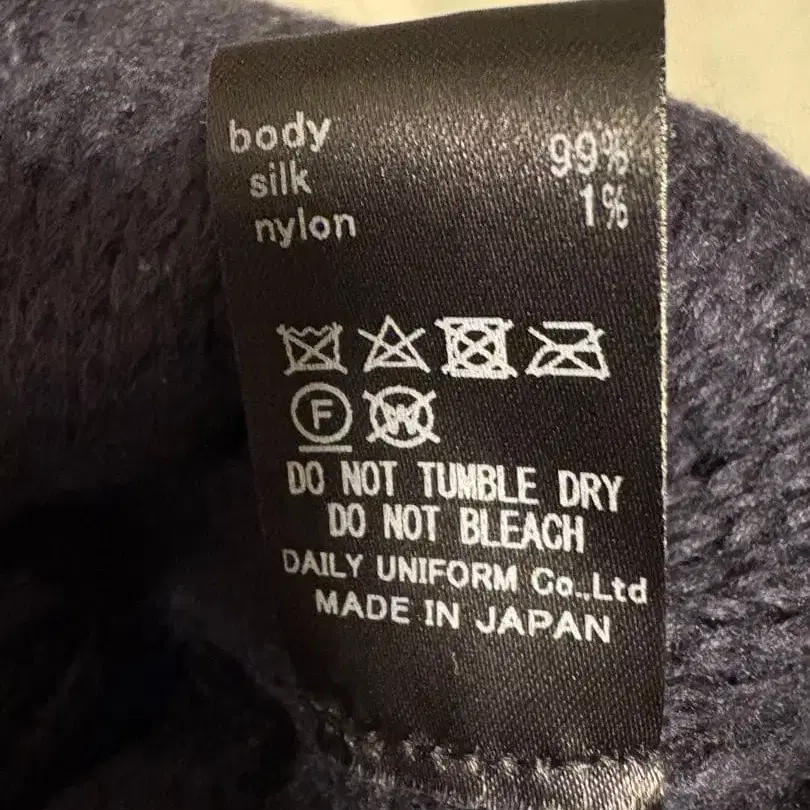 body
silk 99%
nylon 1%
F W
DO NOT TUMBLE DRY
DO NOT BLEACH
DAILY UNIFORM Co.,Ltd
MADE IN JAPAN